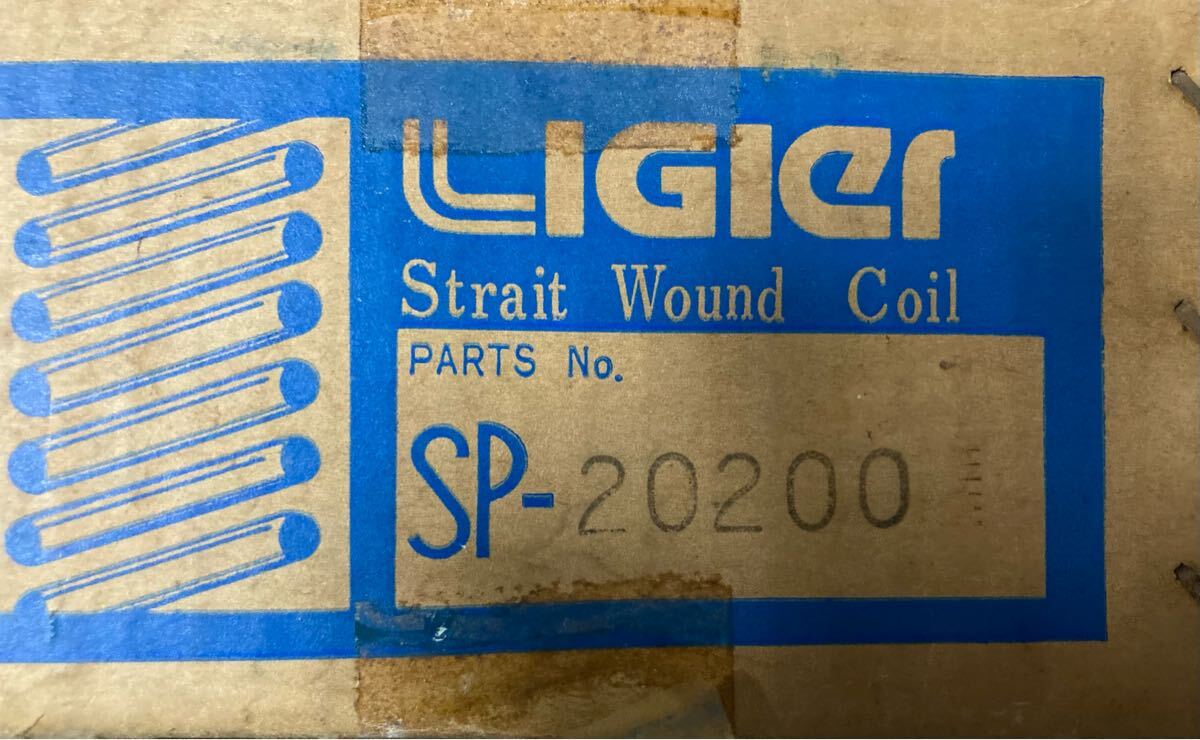 LIGIer
Strait Wound Coil
PARTS No.
SP-20200